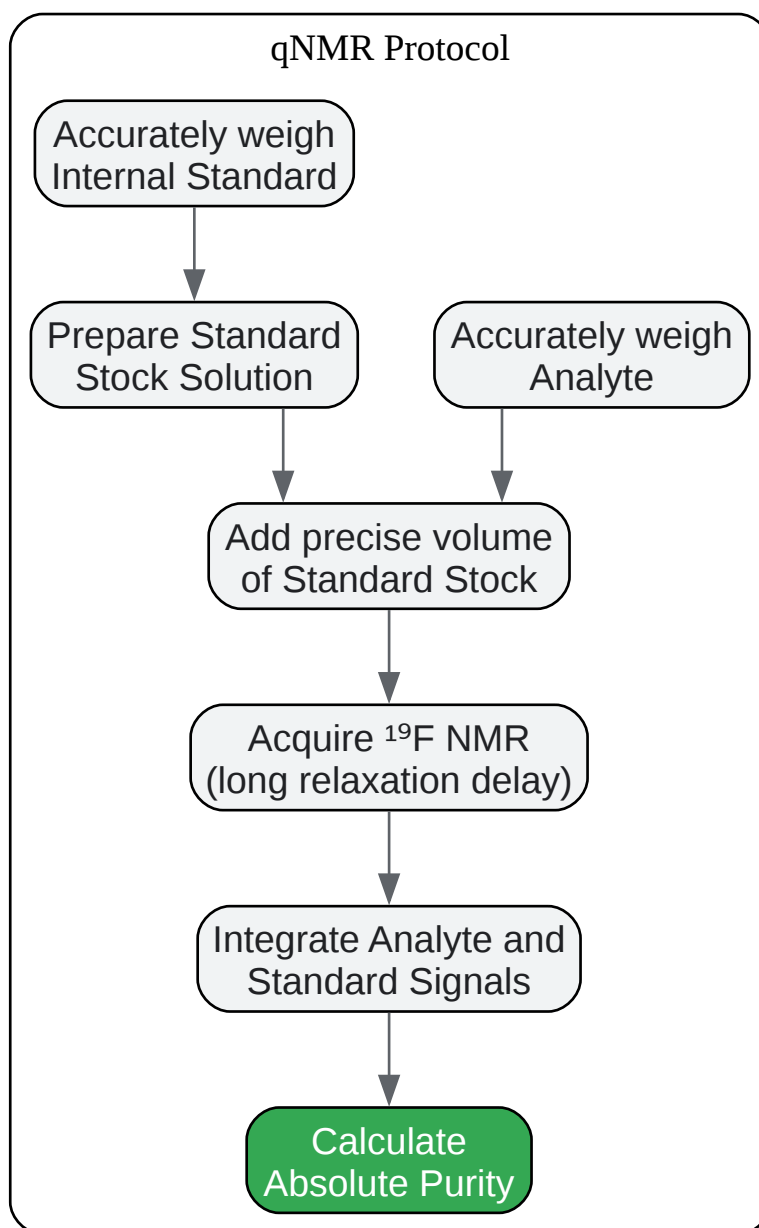 qNMR Protocol
Accurately weigh
Internal Standard
Prepare Standard
Stock Solution
Accurately weigh
Analyte
Add precise volume
of Standard Stock
Acquire ¹⁹F NMR
(long relaxation delay)
Integrate Analyte and
Standard Signals
Calculate
Absolute Purity